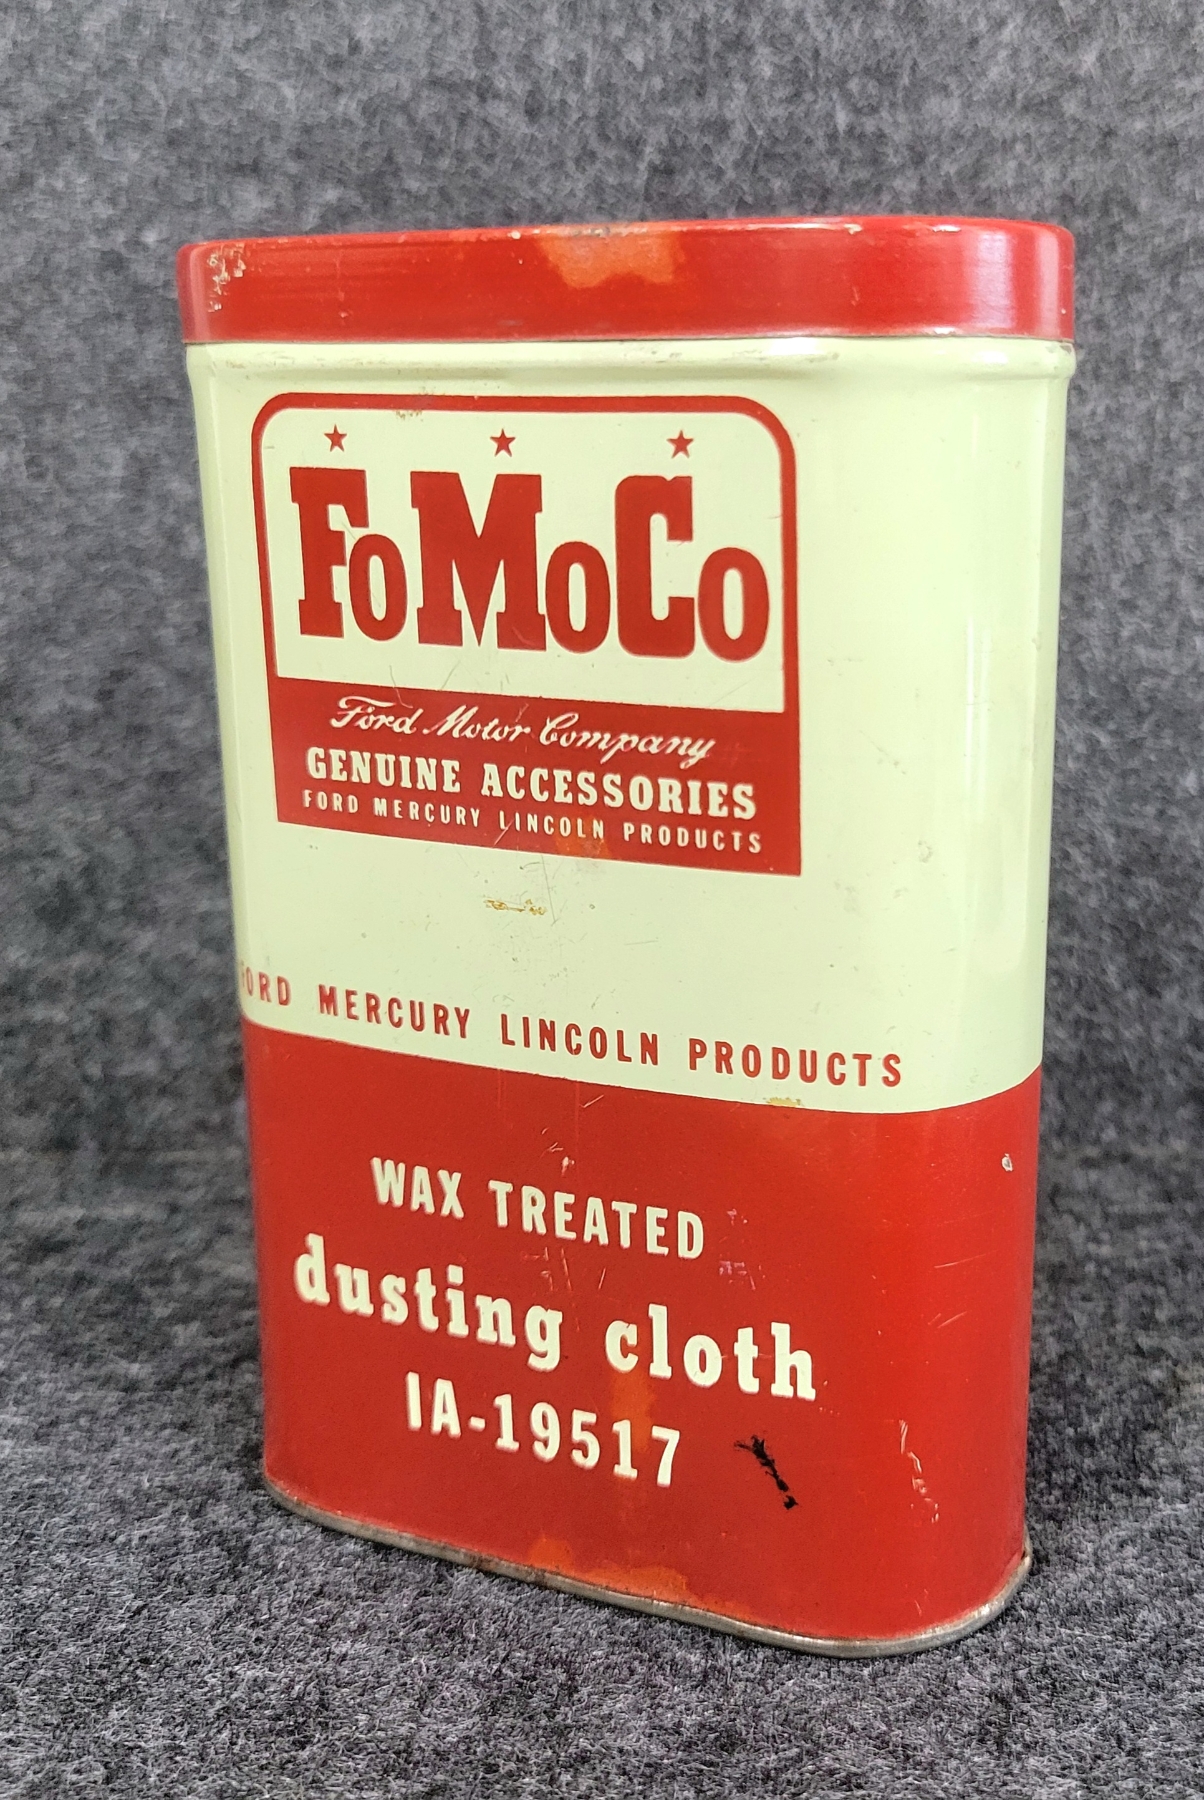 FoMoCo
Ford Motor Company
GENUINE ACCESSORIES
FORD MERCURY LINCOLN PRODUCTS
FORD MERCURY LINCOLN PRODUCTS
WAX TREATED
dusting cloth
IA-19517